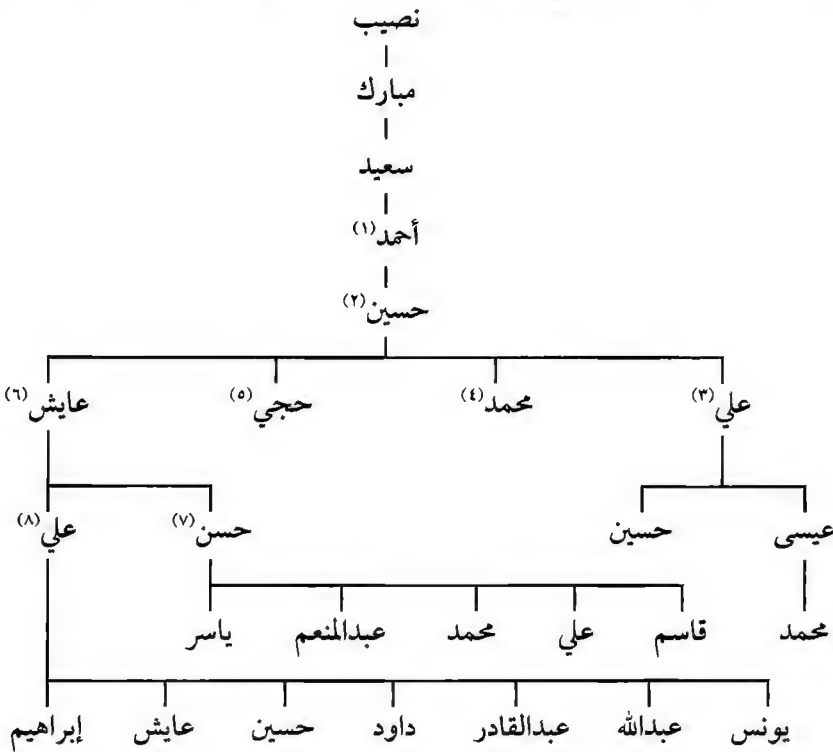 نصيب
مبارك
سعيد
أحمد (١)
حسين (٢)
علي (٣) محمد (٤) حجي (٥) عايش (٦)
عيسى حسين حسن (٧) علي (٨)
محمد قاسم علي محمد عبدالمنعم ياسر
يونس عبدالله عبدالقادر داود حسين عايش إبراهيم